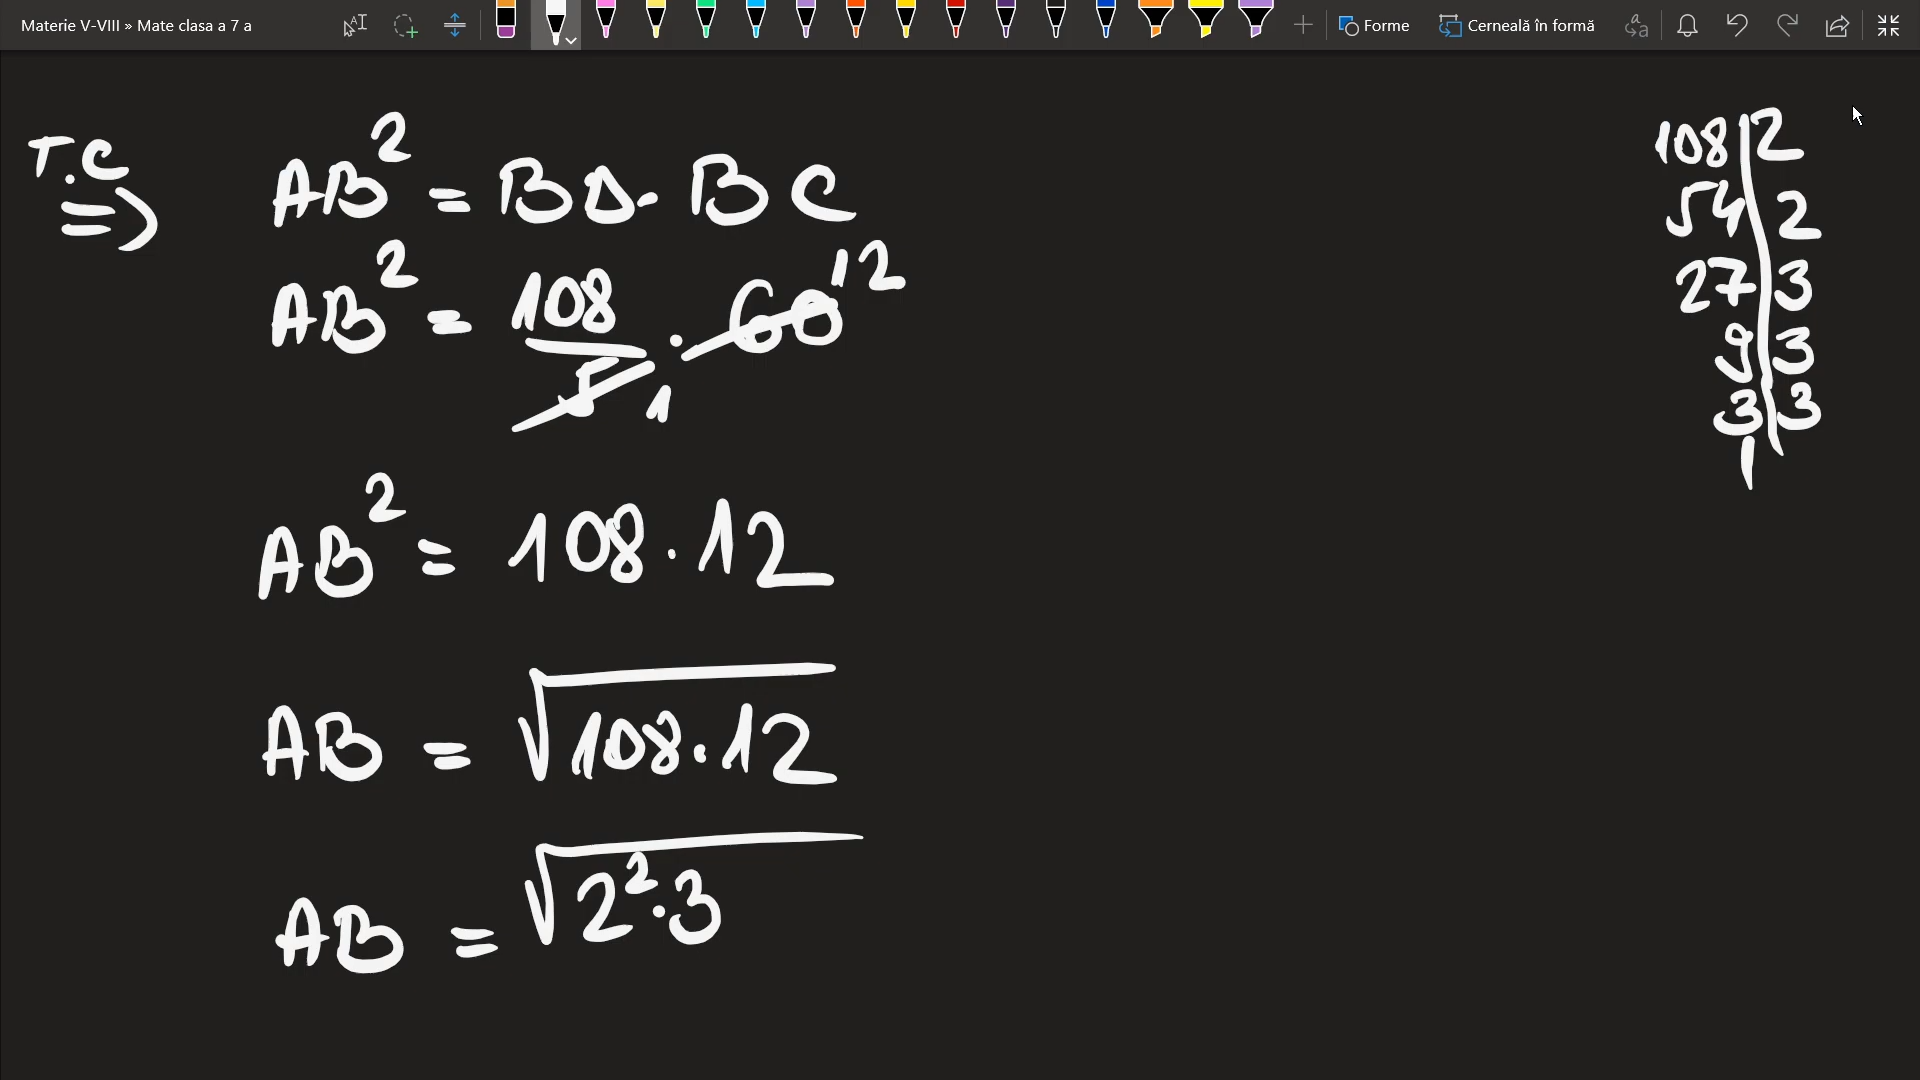 Materie V-VIII » Mate clasa a 7 a
Forme
Cerneală în formă
T.C
=>
AB² = BD · BC
AB² = 108/5 1 · 60 12
AB² = 108 · 12
AB = √108 · 12
AB = √2² · 3
108 | 2
54 | 2
27 | 3
9 | 3
3 | 3
1